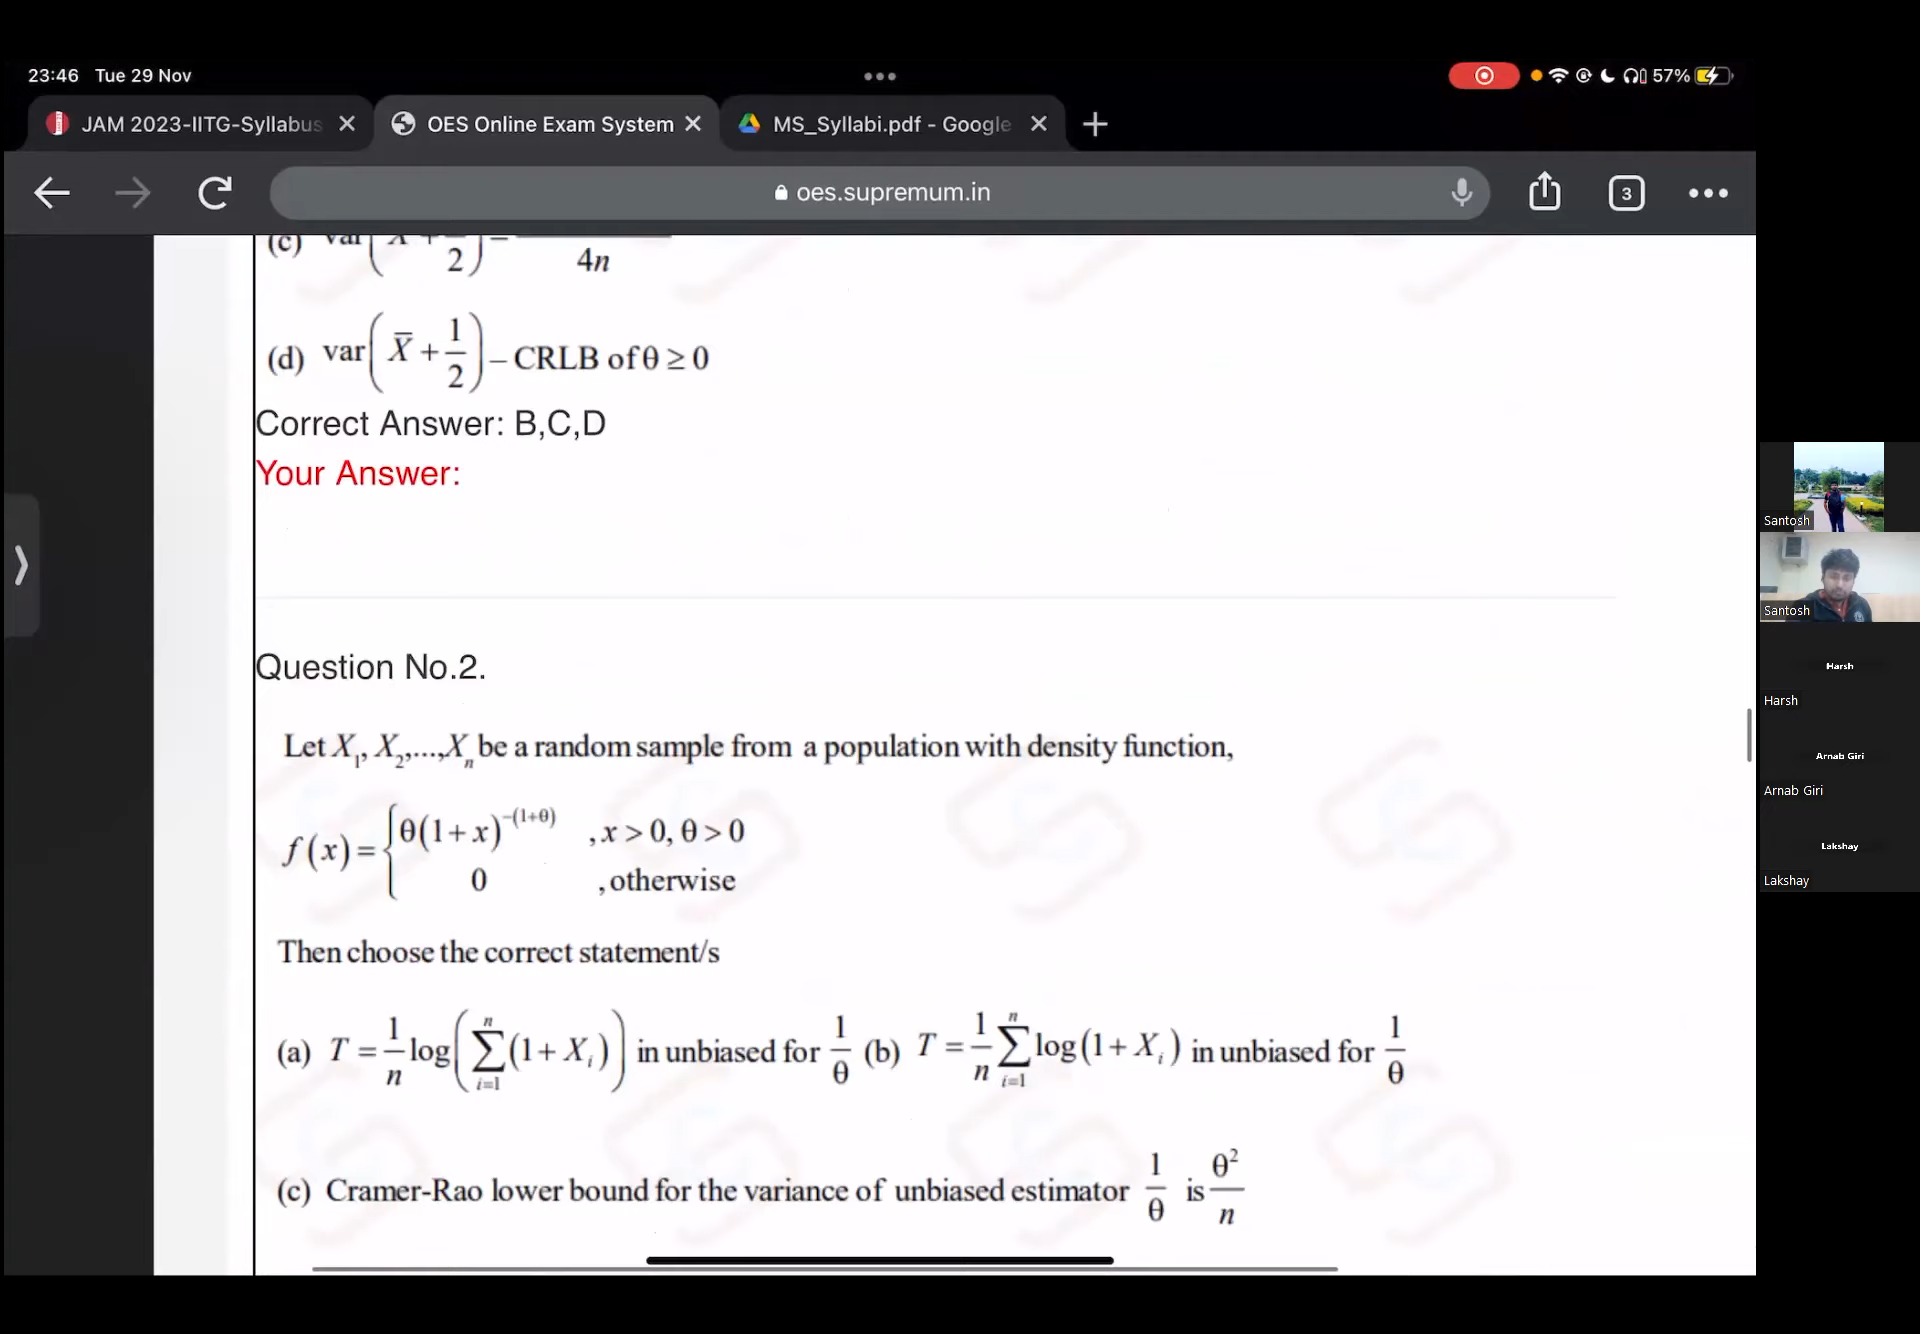 23:46 Tue 29 Nov
57%
JAM 2023-IITG-Syllabus
OES Online Exam System
MS_Syllabi.pdf - Google
oes.supremum.in
3
(c) var(X̅ + /2) = /4n
(d) var(X̅ + 1/2) – CRLB of θ ≥ 0
Correct Answer: B,C,D
Your Answer:
Question No.2.
Let X₁, X₂,...,Xₙ be a random sample from a population with density function,
f(x) = { θ(1+x)^-(1+θ) , x > 0, θ > 0
0 , otherwise
Then choose the correct statement/s
(a) T = 1/n log(∑_{i=1}^{n}(1+X_i)) in unbiased for 1/θ (b) T = 1/n ∑_{i=1}^{n} log(1+X_i) in unbiased for 1/θ
(c) Cramer-Rao lower bound for the variance of unbiased estimator 1/θ is θ²/n
Santosh
Santosh
Harsh
Harsh
Arnab Giri
Arnab Giri
Lakshay
Lakshay